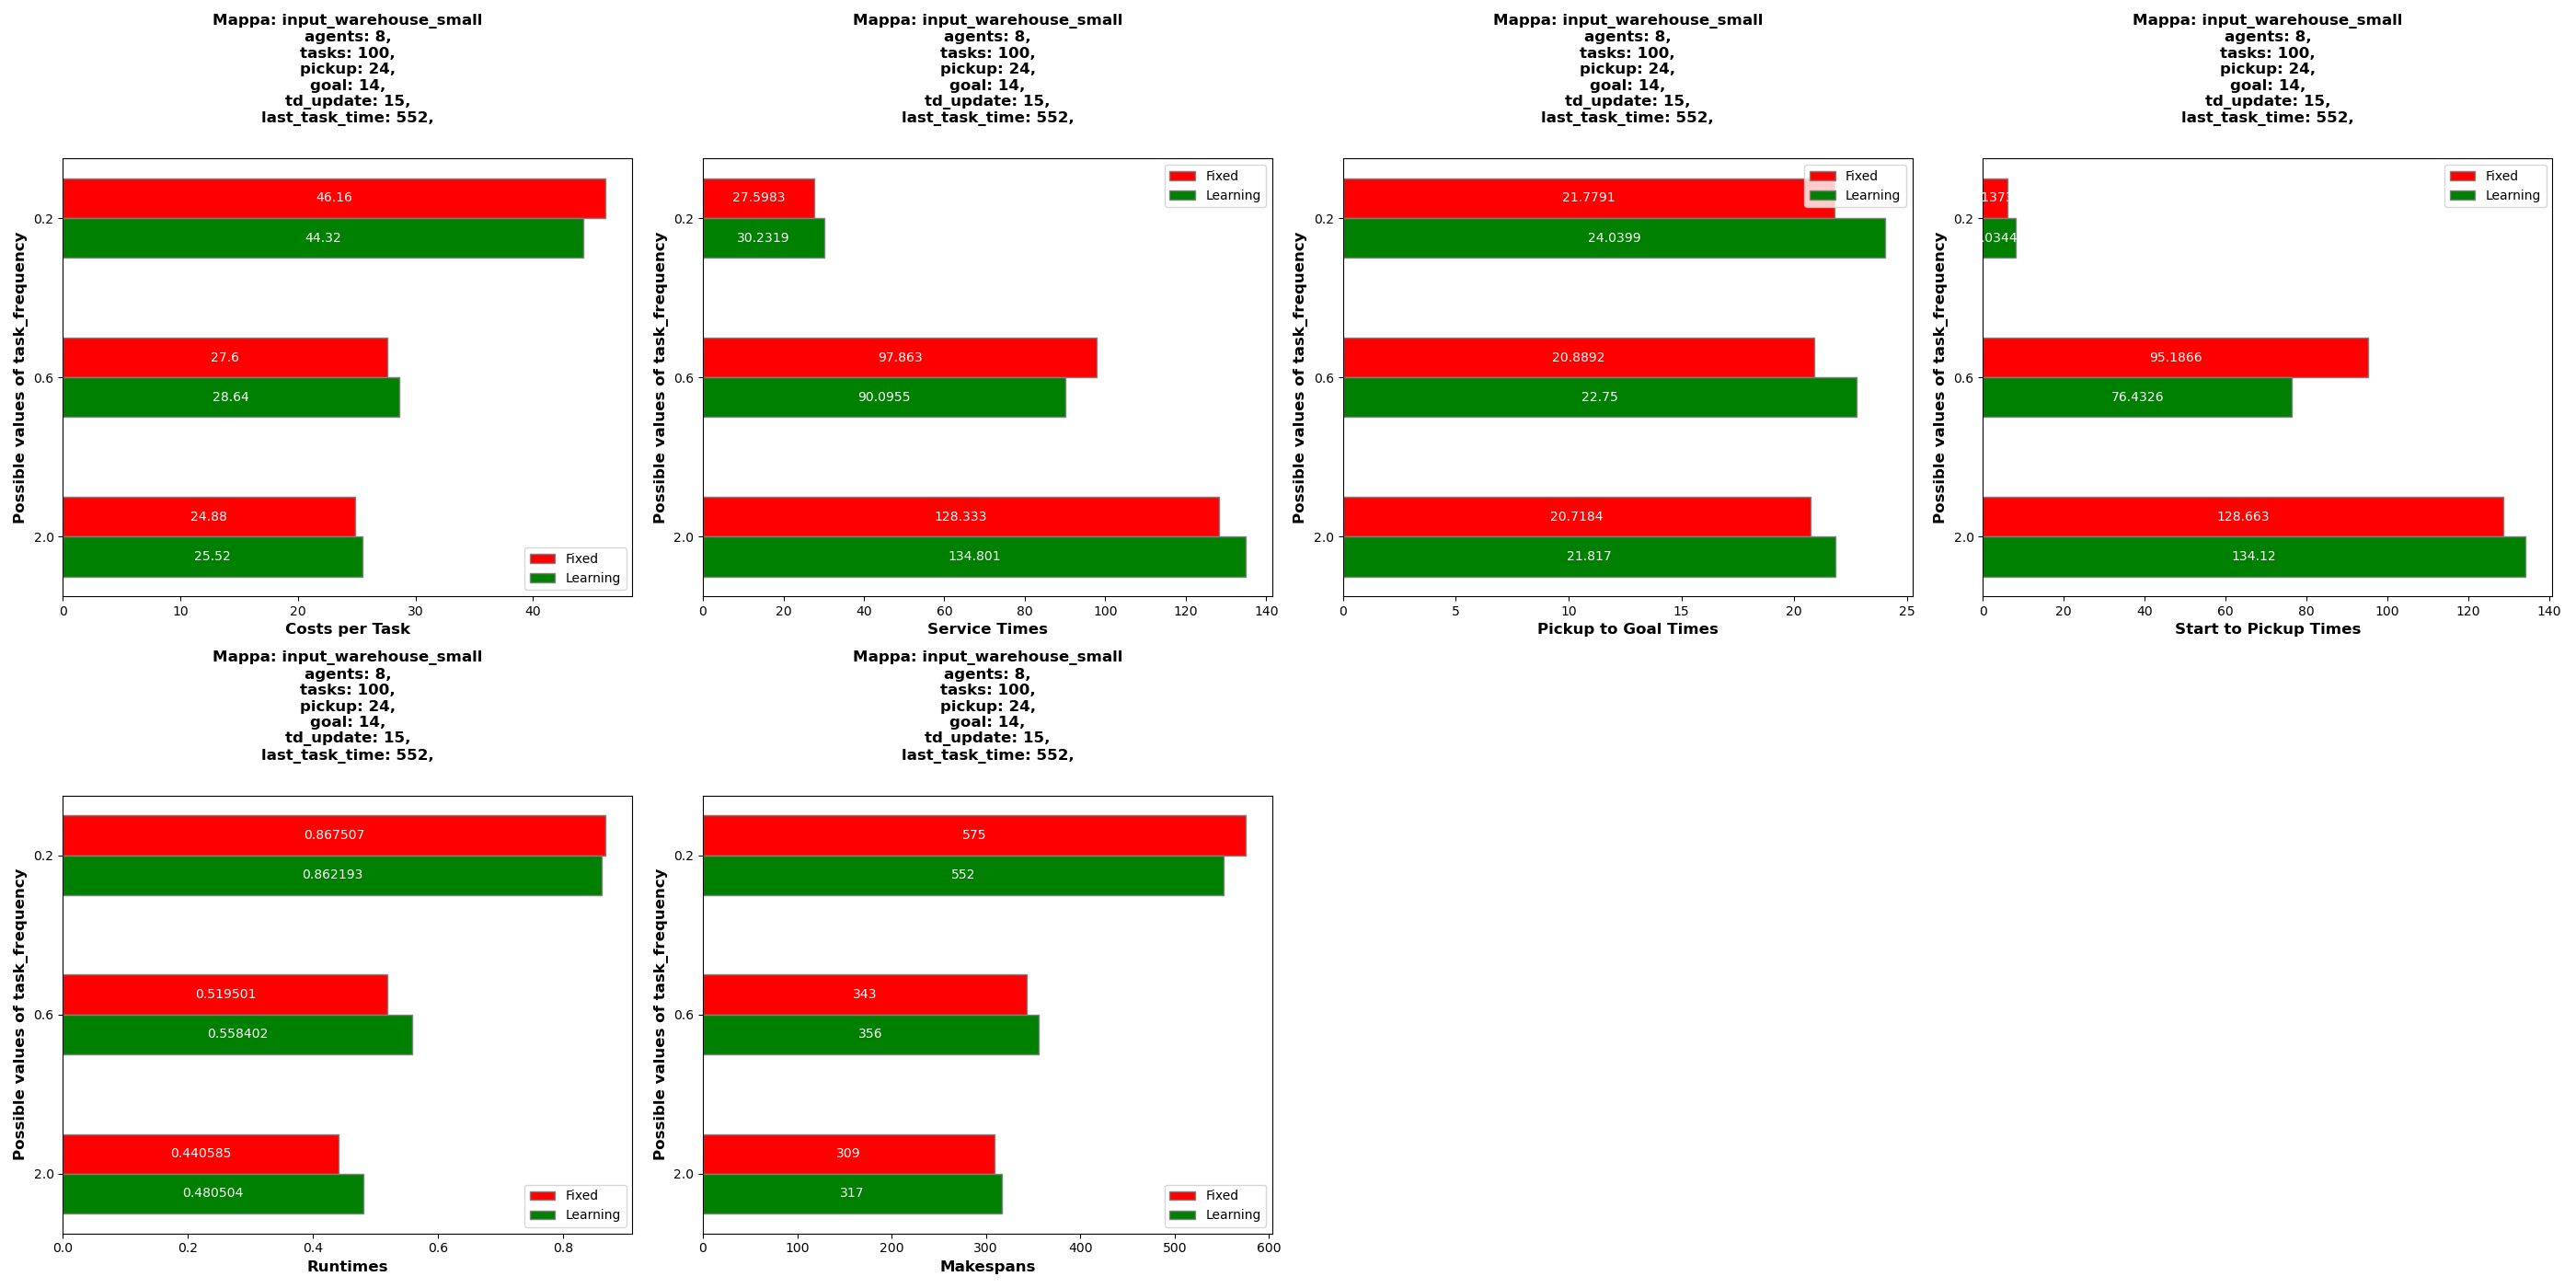 Mappa: input_warehouse_small
agents: 8,
tasks: 100,
pickup: 24,
goal: 14,
td_update: 15,
last_task_time: 552,
Possible values of task_frequency
0.2
0.6
2.0
46.16
44.32
27.6
28.64
24.88
25.52
Fixed
Learning
0 10 20 30 40
Costs per Task
Mappa: input_warehouse_small
agents: 8,
tasks: 100,
pickup: 24,
goal: 14,
td_update: 15,
last_task_time: 552,
Possible values of task_frequency
0.2
0.6
2.0
Fixed
Learning
27.5983
30.2319
97.863
90.0955
128.333
134.801
0 20 40 60 80 100 120 140
Service Times
Mappa: input_warehouse_small
agents: 8,
tasks: 100,
pickup: 24,
goal: 14,
td_update: 15,
last_task_time: 552,
Possible values of task_frequency
0.2
0.6
2.0
Fixed
Learning
21.7791
24.0399
20.8892
22.75
20.7184
21.817
0 5 10 15 20 25
Pickup to Goal Times
Mappa: input_warehouse_small
agents: 8,
tasks: 100,
pickup: 24,
goal: 14,
td_update: 15,
last_task_time: 552,
Possible values of task_frequency
0.2
0.6
2.0
Fixed
Learning
95.1866
76.4326
128.663
134.12
0 20 40 60 80 100 120 140
Start to Pickup Times
Mappa: input_warehouse_small
agents: 8,
tasks: 100,
pickup: 24,
goal: 14,
td_update: 15,
last_task_time: 552,
Possible values of task_frequency
0.2
0.6
2.0
0.867507
0.862193
0.519501
0.558402
0.440585
0.480504
Fixed
Learning
0.0 0.2 0.4 0.6 0.8
Runtimes
Mappa: input_warehouse_small
agents: 8,
tasks: 100,
pickup: 24,
goal: 14,
td_update: 15,
last_task_time: 552,
Possible values of task_frequency
0.2
0.6
2.0
575
552
343
356
309
317
Fixed
Learning
0 100 200 300 400 500 600
Makespans